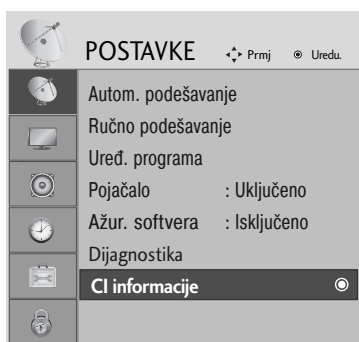 POSTAVKE Prmj Uredu.
Autom. podešavanje
Ručno podešavanje
Uređ. programa
Pojačalo : Uključeno
Ažur. softvera : Isključeno
Dijagnostika
CI informacije